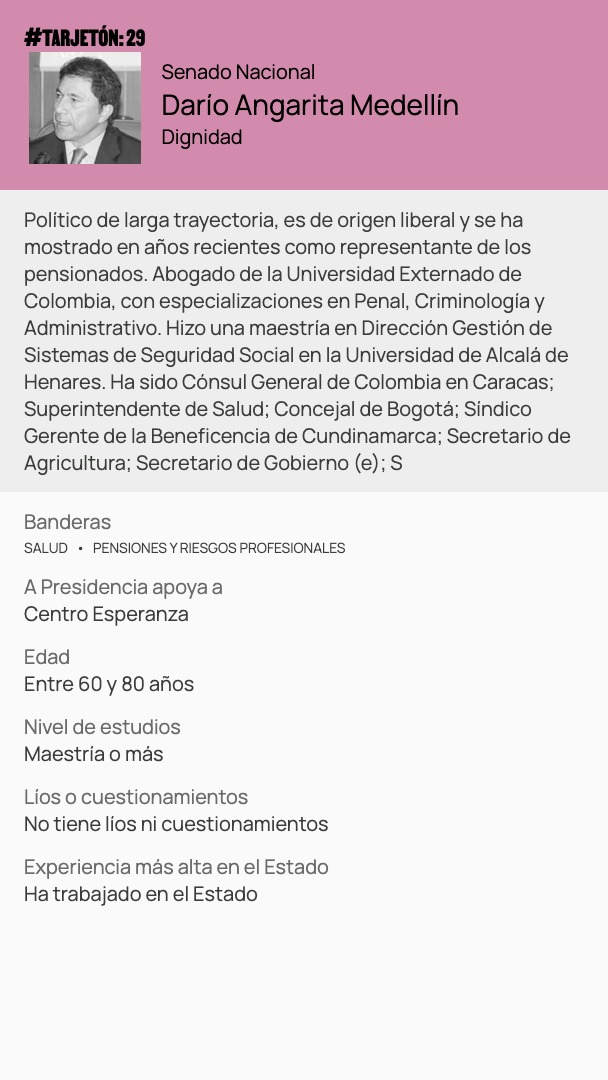 #TARJETÓN: 29
Senado Nacional
Darío Angarita Medellín
Dignidad
Político de larga trayectoria, es de origen liberal y se ha
mostrado en años recientes como representante de los
pensionados. Abogado de la Universidad Externado de
Colombia, con especializaciones en Penal, Criminología y
Administrativo. Hizo una maestría en Dirección Gestión de
Sistemas de Seguridad Social en la Universidad de Alcalá de
Henares. Ha sido Cónsul General de Colombia en Caracas;
Superintendente de Salud; Concejal de Bogotá; Síndico
Gerente de la Beneficencia de Cundinamarca; Secretario de
Agricultura; Secretario de Gobierno (e); S
Banderas
SALUD • PENSIONES Y RIESGOS PROFESIONALES
A Presidencia apoya a
Centro Esperanza
Edad
Entre 60 y 80 años
Nivel de estudios
Maestría o más
Líos o cuestionamientos
No tiene líos ni cuestionamientos
Experiencia más alta en el Estado
Ha trabajado en el Estado